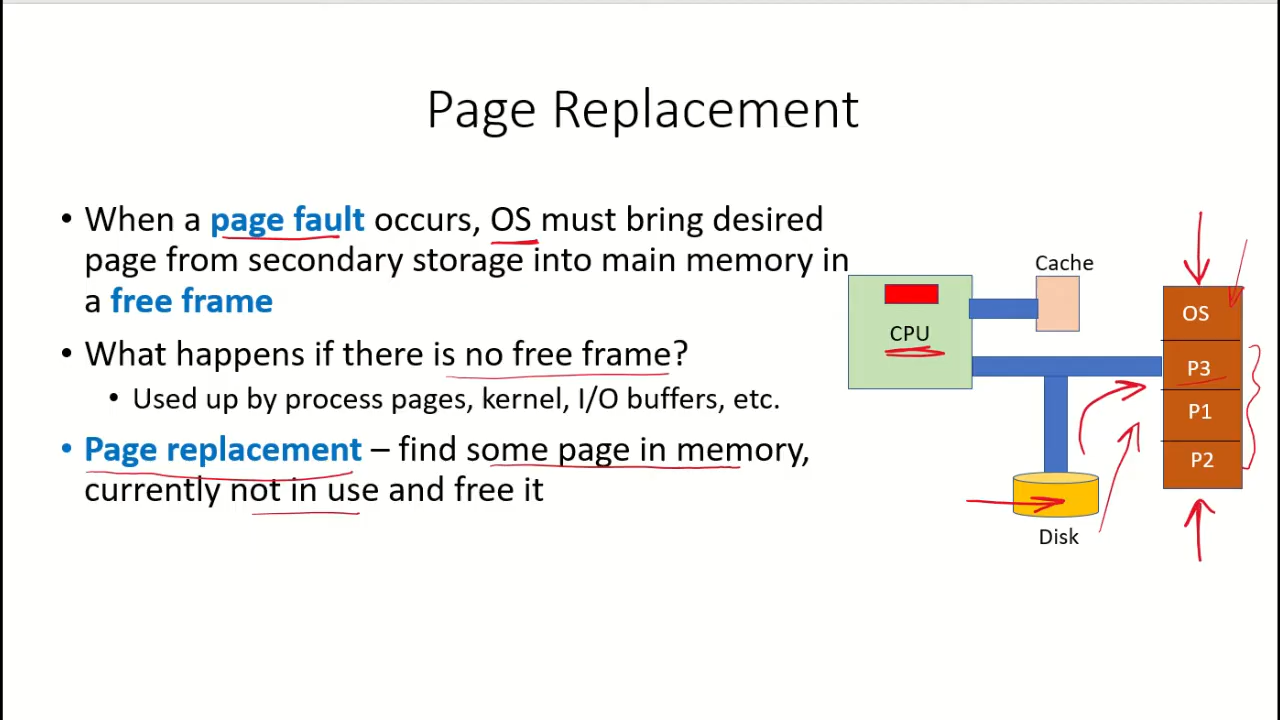 Page Replacement
• When a page fault occurs, OS must bring desired
page from secondary storage into main memory in
a free frame
• What happens if there is no free frame?
• Used up by process pages, kernel, I/O buffers, etc.
• Page replacement – find some page in memory,
currently not in use and free it
Cache
CPU
OS
P3
P1
P2
Disk